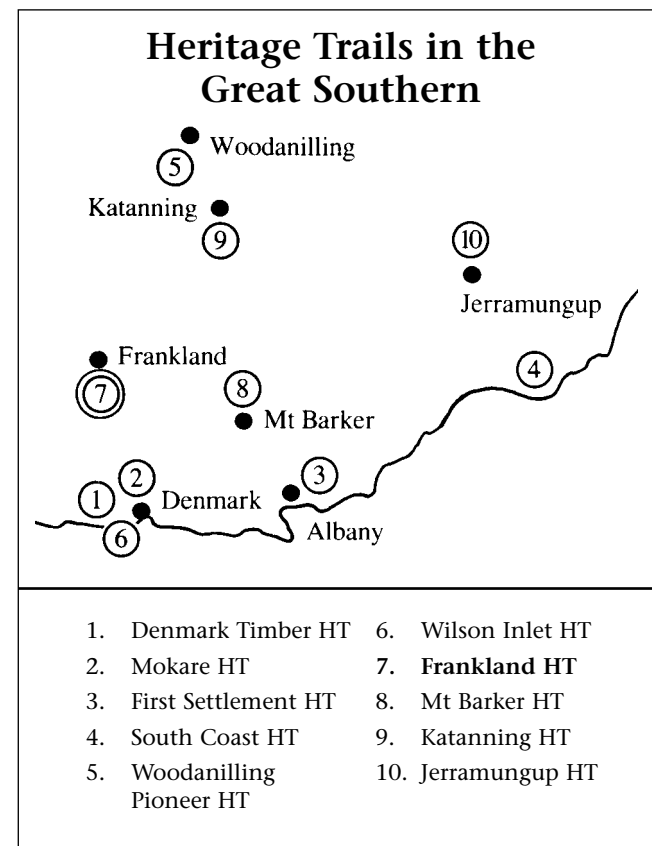 Heritage Trails in the
Great Southern
Woodanilling
5
Katanning
9
10
Jerramungup
Frankland
7
8
4
Mt Barker
2
3
1
Denmark
6
Albany
1. Denmark Timber HT
2. Mokare HT
3. First Settlement HT
4. South Coast HT
5. Woodanilling
Pioneer HT
6. Wilson Inlet HT
7. Frankland HT
8. Mt Barker HT
9. Katanning HT
10. Jerramungup HT